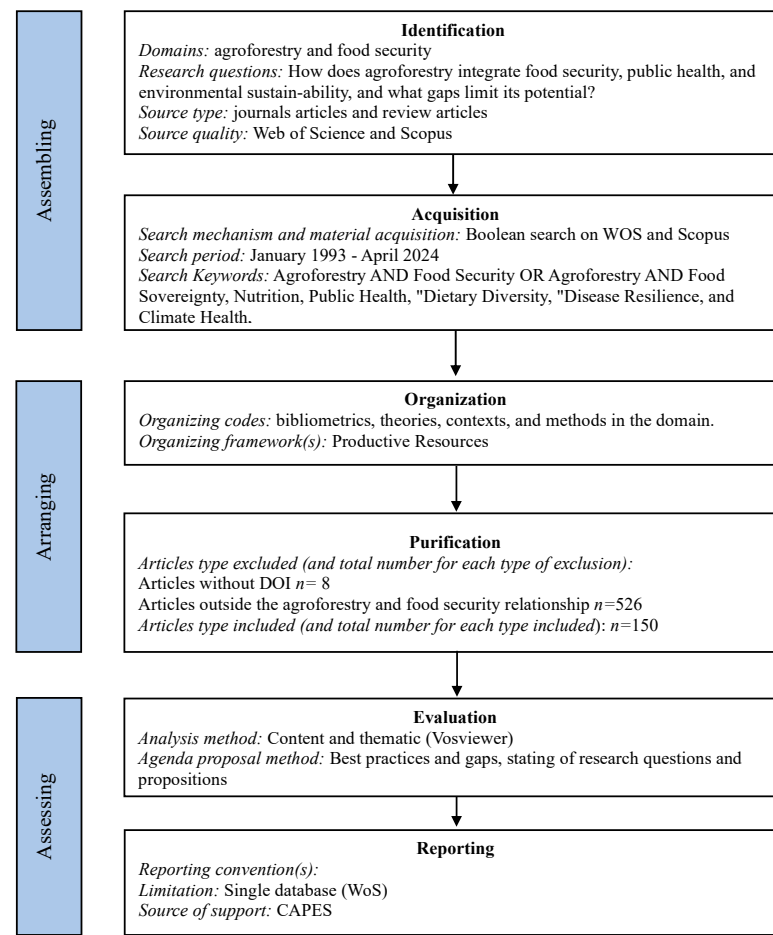 Assembling
Identification
Domains: agroforestry and food security
Research questions: How does agroforestry integrate food security, public health, and
environmental sustain-ability, and what gaps limit its potential?
Source type: journals articles and review articles
Source quality: Web of Science and Scopus
Acquisition
Search mechanism and material acquisition: Boolean search on WOS and Scopus
Search period: January 1993 - April 2024
Search Keywords: Agroforestry AND Food Security OR Agroforestry AND Food
Sovereignty, Nutrition, Public Health, "Dietary Diversity, "Disease Resilience, and
Climate Health.
Arranging
Organization
Organizing codes: bibliometrics, theories, contexts, and methods in the domain.
Organizing framework(s): Productive Resources
Purification
Articles type excluded (and total number for each type of exclusion):
Articles without DOI n= 8
Articles outside the agroforestry and food security relationship n=526
Articles type included (and total number for each type included): n=150
Assessing
Evaluation
Analysis method: Content and thematic (Vosviewer)
Agenda proposal method: Best practices and gaps, stating of research questions and
propositions
Reporting
Reporting convention(s):
Limitation: Single database (WoS)
Source of support: CAPES